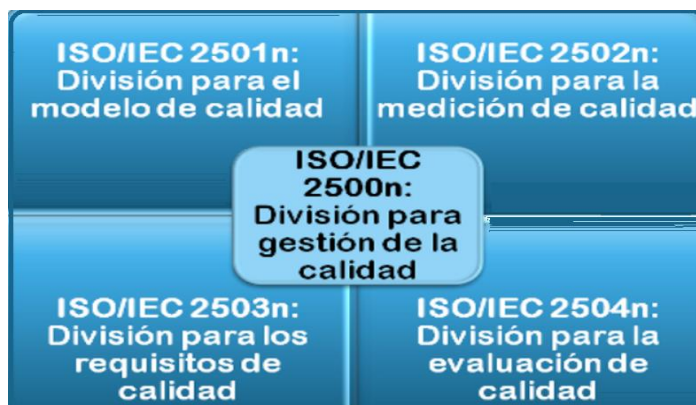 ISO/IEC 2501n:
División para el
modelo de calidad
ISO/IEC 2502n:
División para la
medición de calidad
ISO/IEC
2500n:
División para
gestión de la
calidad
ISO/IEC 2503n:
División para los
requisitos de
calidad
ISO/IEC 2504n:
División para la
evaluación de
calidad